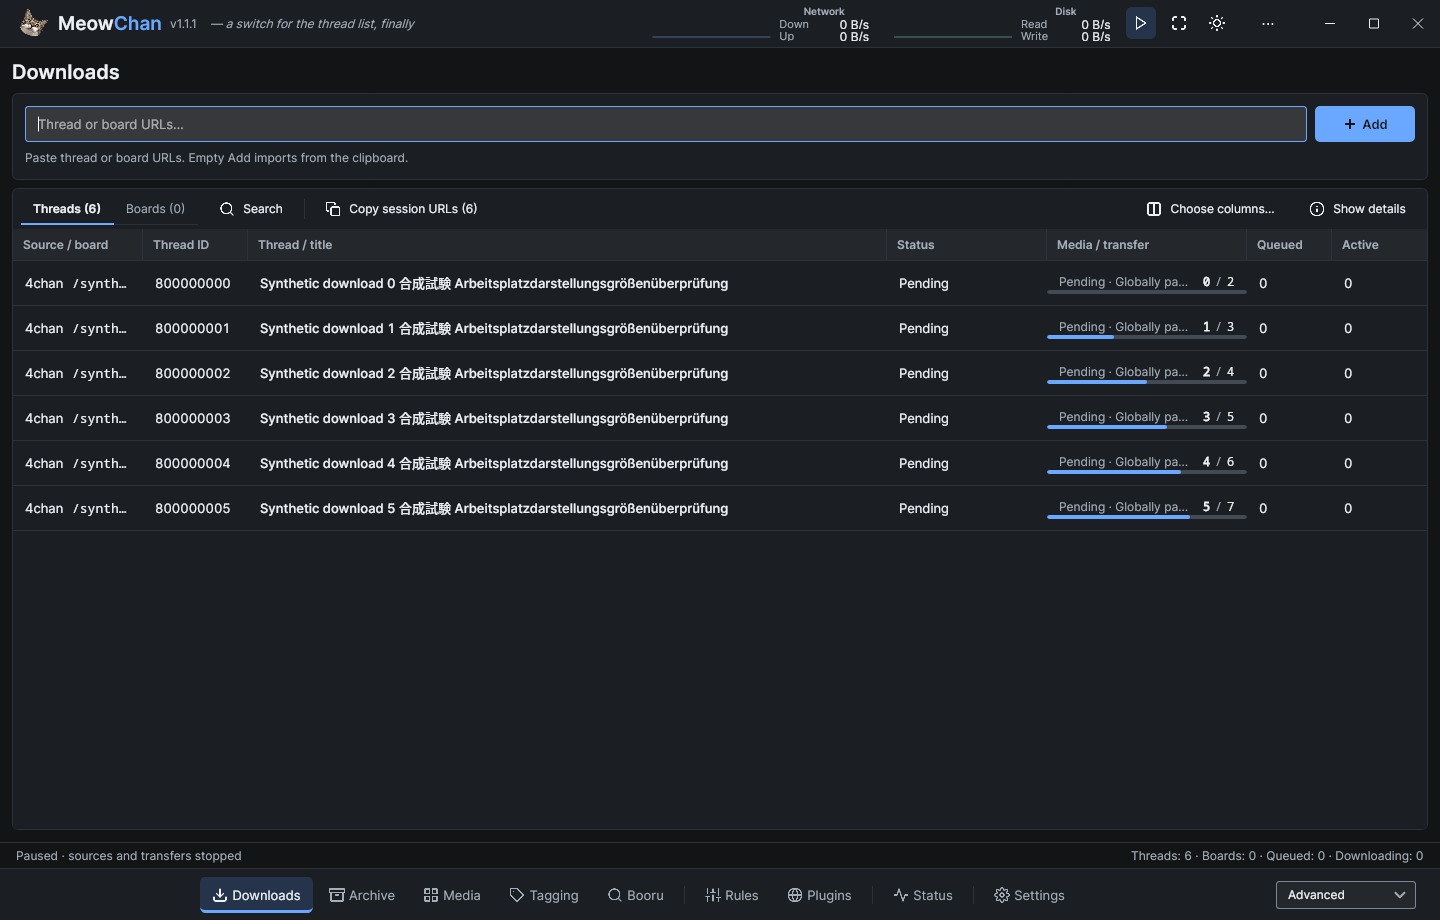 MeowChan v1.1.1 — a switch for the thread list, finally
Network
Down 0 B/s
Up 0 B/s
Disk
Read 0 B/s
Write 0 B/s
Downloads
Thread or board URLs...
Add
Paste thread or board URLs. Empty Add imports from the clipboard.
Threads (6) Boards (0) Search Copy session URLs (6) Choose columns... Show details
Source / board Thread ID Thread / title Status Media / transfer Queued Active
4chan /synth… 800000000 Synthetic download 0 合成試験 Arbeitsplatzdarstellungsgrößenüberprüfung Pending Pending · Globally pa... 0 / 2 0 0
4chan /synth… 800000001 Synthetic download 1 合成試験 Arbeitsplatzdarstellungsgrößenüberprüfung Pending Pending · Globally pa... 1 / 3 0 0
4chan /synth… 800000002 Synthetic download 2 合成試験 Arbeitsplatzdarstellungsgrößenüberprüfung Pending Pending · Globally pa... 2 / 4 0 0
4chan /synth… 800000003 Synthetic download 3 合成試験 Arbeitsplatzdarstellungsgrößenüberprüfung Pending Pending · Globally pa... 3 / 5 0 0
4chan /synth… 800000004 Synthetic download 4 合成試験 Arbeitsplatzdarstellungsgrößenüberprüfung Pending Pending · Globally pa... 4 / 6 0 0
4chan /synth… 800000005 Synthetic download 5 合成試験 Arbeitsplatzdarstellungsgrößenüberprüfung Pending Pending · Globally pa... 5 / 7 0 0
Paused · sources and transfers stopped Threads: 6 · Boards: 0 · Queued: 0 · Downloading: 0
Downloads Archive Media Tagging Booru Rules Plugins Status Settings Advanced